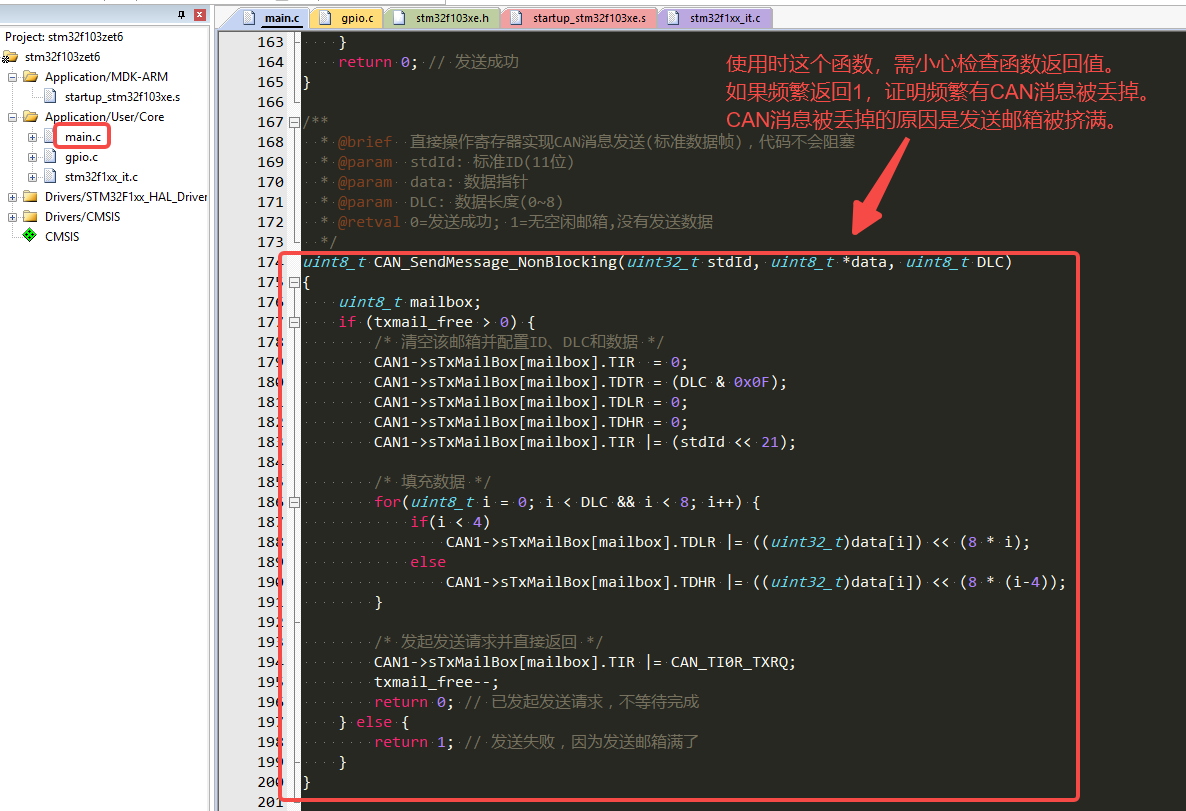 Project: stm32f103zet6
stm32f103zet6
Application/MDK-ARM
startup_stm32f103xe.s
Application/User/Core
main.c
gpio.c
stm32f1xx_it.c
Drivers/STM32F1xx_HAL_Driver
Drivers/CMSIS
CMSIS
main.c gpio.c stm32f103xe.h startup_stm32f103xe.s stm32f1xx_it.c
使用时这个函数，需小心检查函数返回值。
如果频繁返回1，证明频繁有CAN消息被丢掉。
CAN消息被丢掉的原因是发送邮箱被挤满。
163 }
164 return 0; // 发送成功
165 }
166
167 /**
168 * @brief 直接操作寄存器实现CAN消息发送(标准数据帧)，代码不会阻塞
169 * @param stdId: 标准ID(11位)
170 * @param data: 数据指针
171 * @param DLC: 数据长度(0~8)
172 * @retval 0=发送成功; 1=无空闲邮箱,没有发送数据
173 */
174 uint8_t CAN_SendMessage_NonBlocking(uint32_t stdId, uint8_t *data, uint8_t DLC)
175 {
176 uint8_t mailbox;
177 if (txmail_free > 0) {
178 /* 清空该邮箱并配置ID、DLC和数据 */
179 CAN1->sTxMailBox[mailbox].TIR = 0;
180 CAN1->sTxMailBox[mailbox].TDTR = (DLC & 0x0F);
181 CAN1->sTxMailBox[mailbox].TDLR = 0;
182 CAN1->sTxMailBox[mailbox].TDHR = 0;
183 CAN1->sTxMailBox[mailbox].TIR |= (stdId << 21);
184
185 /* 填充数据 */
186 for(uint8_t i = 0; i < DLC && i < 8; i++) {
187 if(i < 4)
188 CAN1->sTxMailBox[mailbox].TDLR |= ((uint32_t)data[i]) << (8 * i);
189 else
190 CAN1->sTxMailBox[mailbox].TDHR |= ((uint32_t)data[i]) << (8 * (i-4));
191 }
192
193 /* 发起发送请求并直接返回 */
194 CAN1->sTxMailBox[mailbox].TIR |= CAN_TI0R_TXRQ;
195 txmail_free--;
196 return 0; // 已发起发送请求，不等待完成
197 } else {
198 return 1; // 发送失败，因为发送邮箱满了
199 }
200 }
201